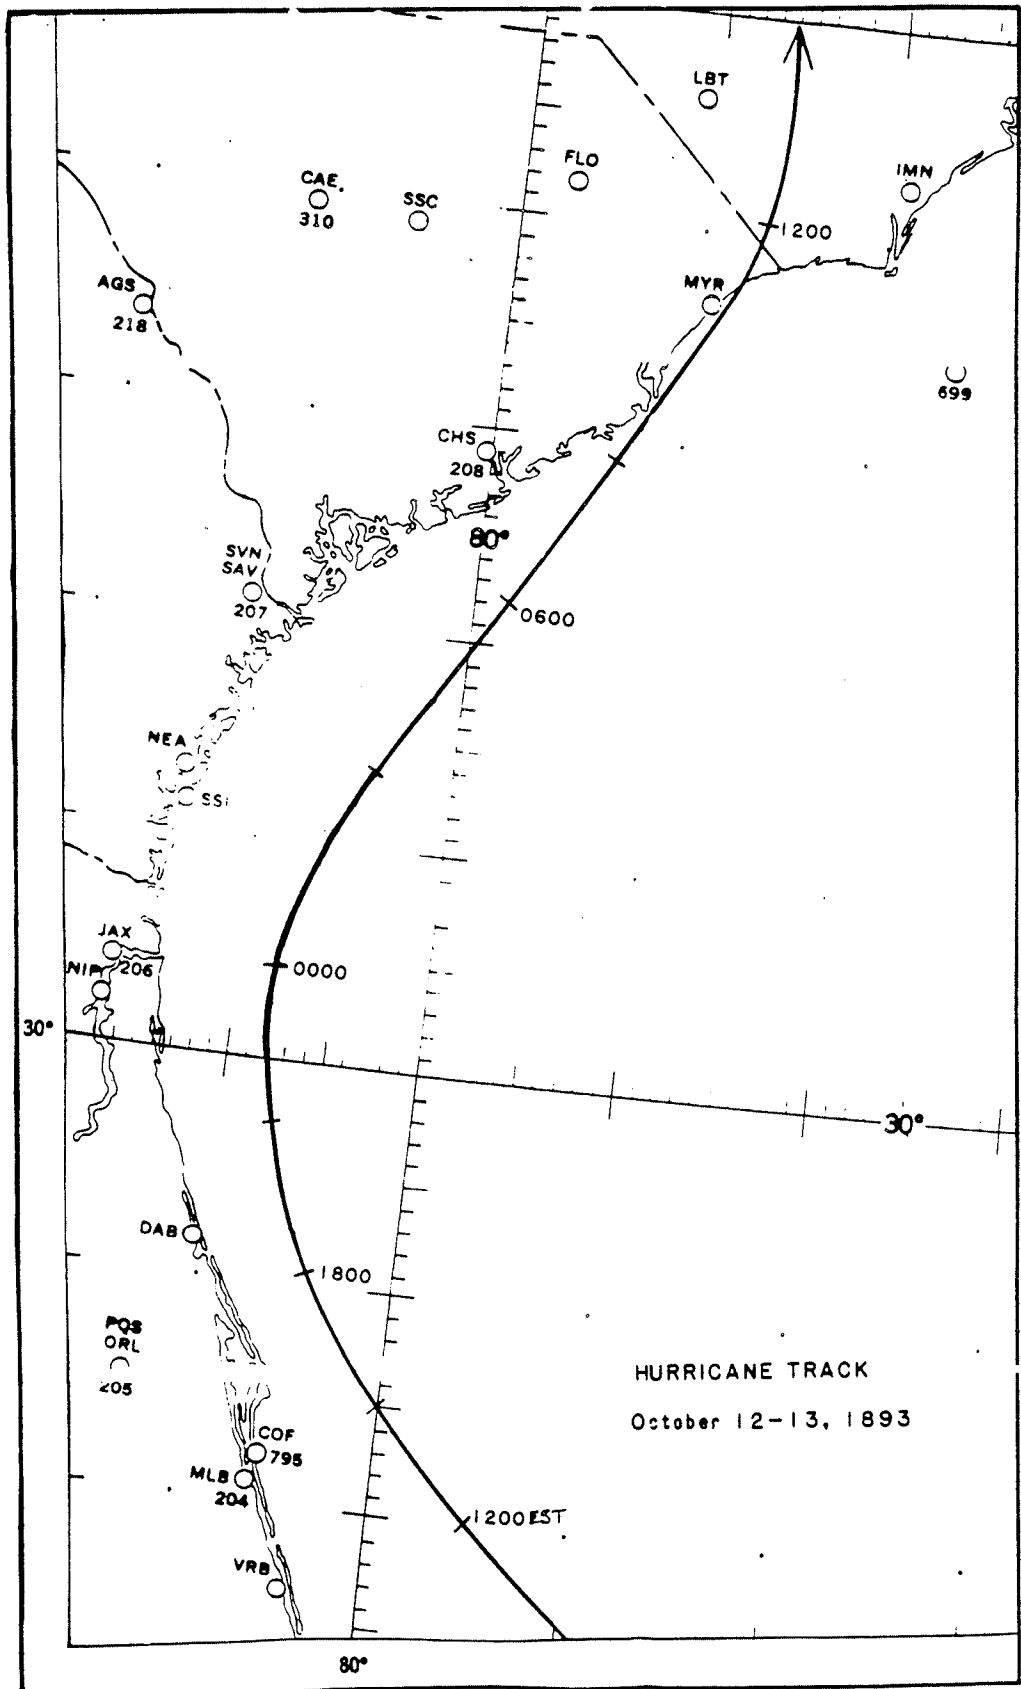 LBT
FLO
CAE.
310
SSC
IMN
1200
AGS
218
MYR
699
CHS
208
80°
SVN
SAV
207
0600
NEA
SSI
JAX
206
NIP
0000
30°
30°
DAB
1800
PQS
ORL
205
HURRICANE TRACK
October 12-13, 1893
COF
795
MLB
204
1200 EST
VRB
80°